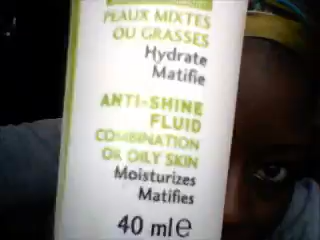 PEAUX MIXTES
OU GRASSES
Hydrate
Matifie
ANTI-SHINE
FLUID
COMBINATION
OR OILY SKIN
Moisturizes
Matifies
40 ml e